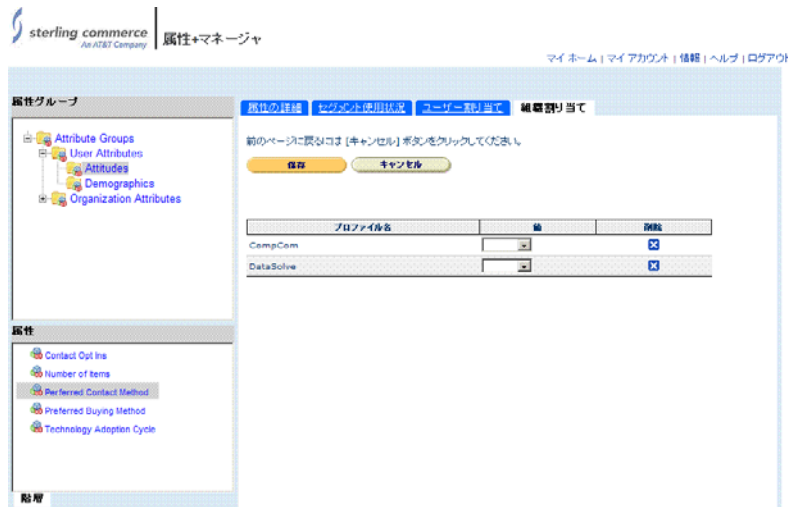 sterling commerce
An AT&T Company
属性+マネージャ
マイ ホーム | マイ アカウント | 情報 | ヘルプ | ログアウト
属性グループ
Attribute Groups
User Attributes
Attitudes
Demographics
Organization Attributes
属性の詳細
セグメント使用状況
ユーザー割り当て
組織割り当て
前のページに戻るには [キャンセル] ボタンをクリックしてください。
保存
キャンセル
プロファイル名 値 削除
CompCom
DataSolve
属性
Contact Opt Ins
Number of Items
Perferred Contact Method
Preferred Buying Method
Technology Adoption Cycle
階層